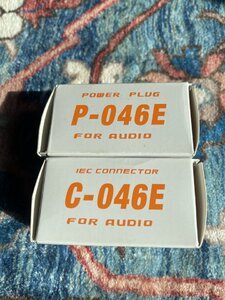 POWER PLUG
P-046E
FOR AUDIO
IEC CONNECTOR
C-046E
FOR AUDIO